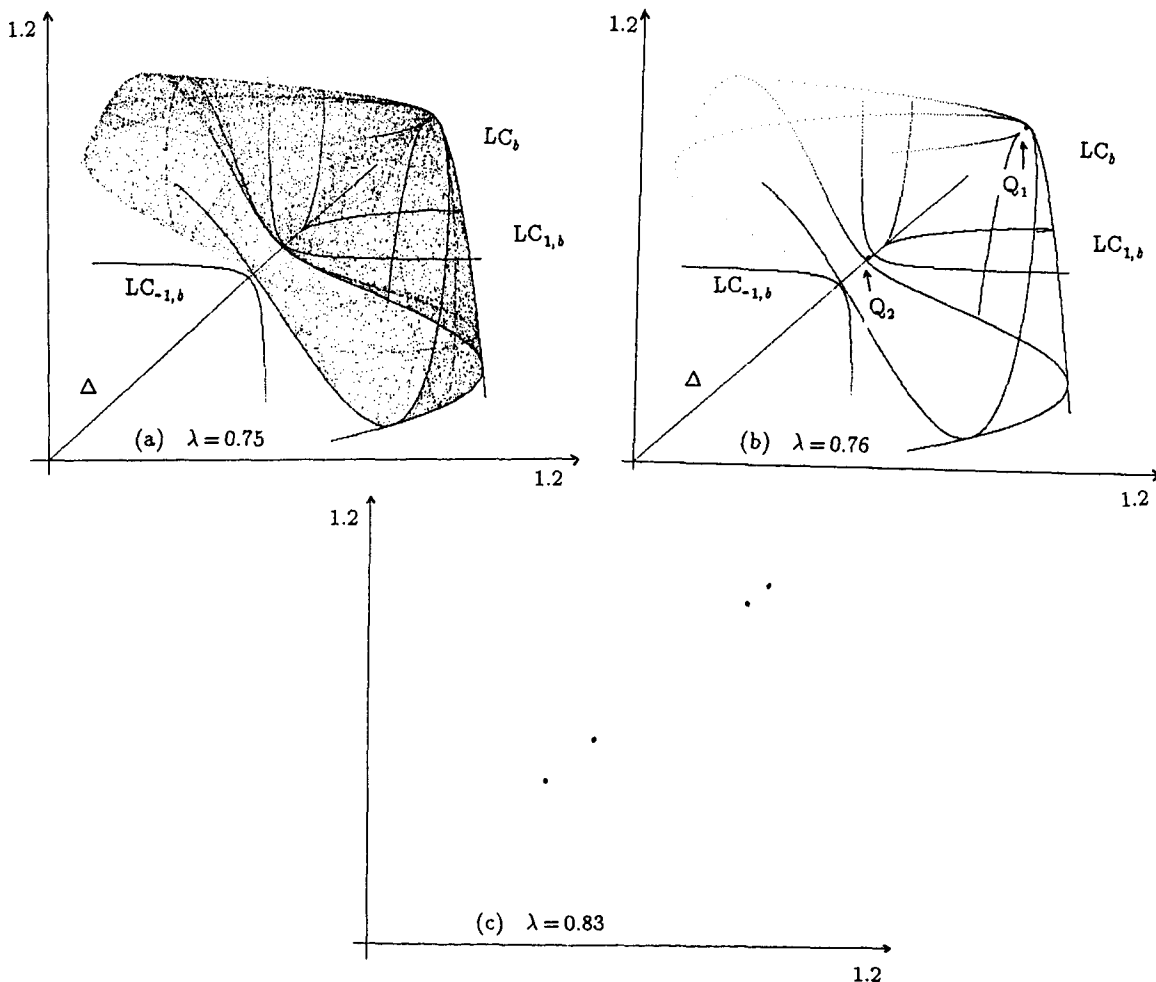 1.2
LC_b
LC_{1,b}
LC_{-1,b}
Δ
(a) λ=0.75
1.2
1.2
LC_b
Q_1
LC_{1,b}
LC_{-1,b}
Q_2
Δ
(b) λ=0.76
1.2
1.2
(c) λ=0.83
1.2